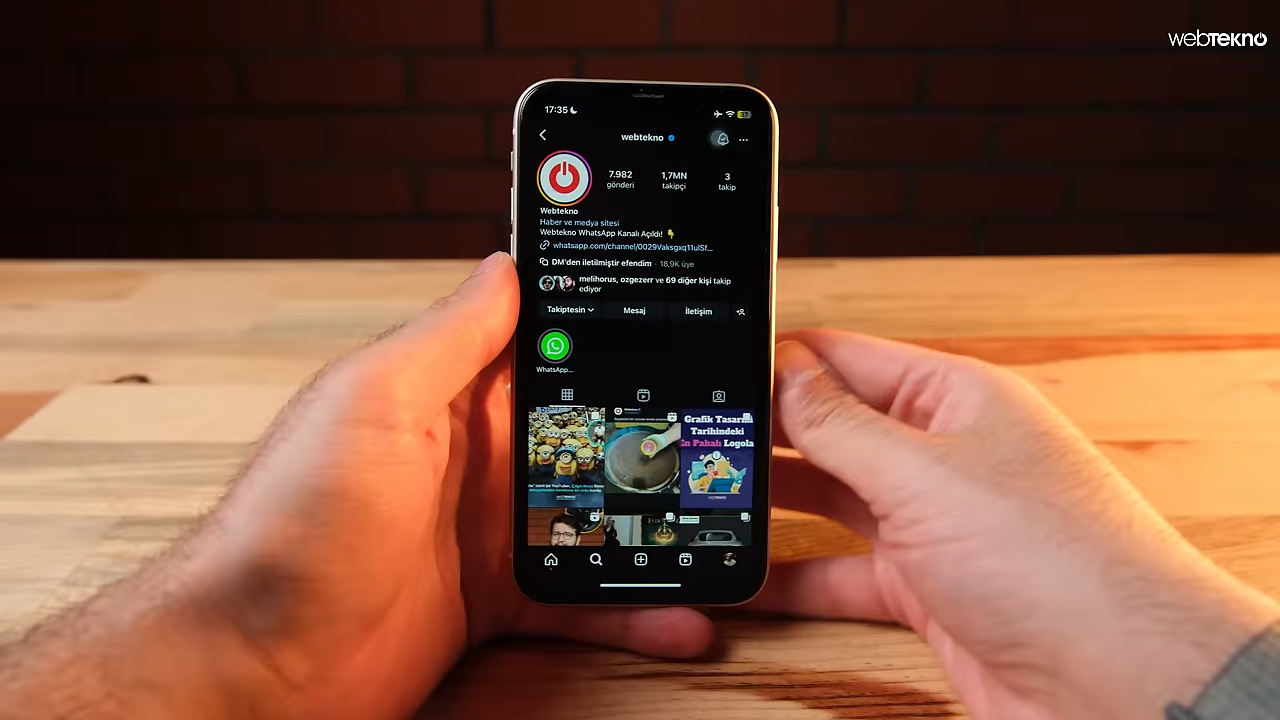 webTEKNO
17:35
37
webtekno
7.982
gönderi
1,7MN
takipçi
3
takip
Webtekno
Haber ve medya sitesi
Webtekno WhatsApp Kanalı Açıldı! 👇
whatsapp.com/channel/0029Vaksgxq11ulSf...
DM'den iletilmiştir efendim · 18,9K üye
melihorus, ozgezerr ve 69 diğer kişi takip
ediyor
Takiptesin
Mesaj
İletişim
WhatsApp...
Grafik Tasarım
Tarihindeki
En Pahalı Logola